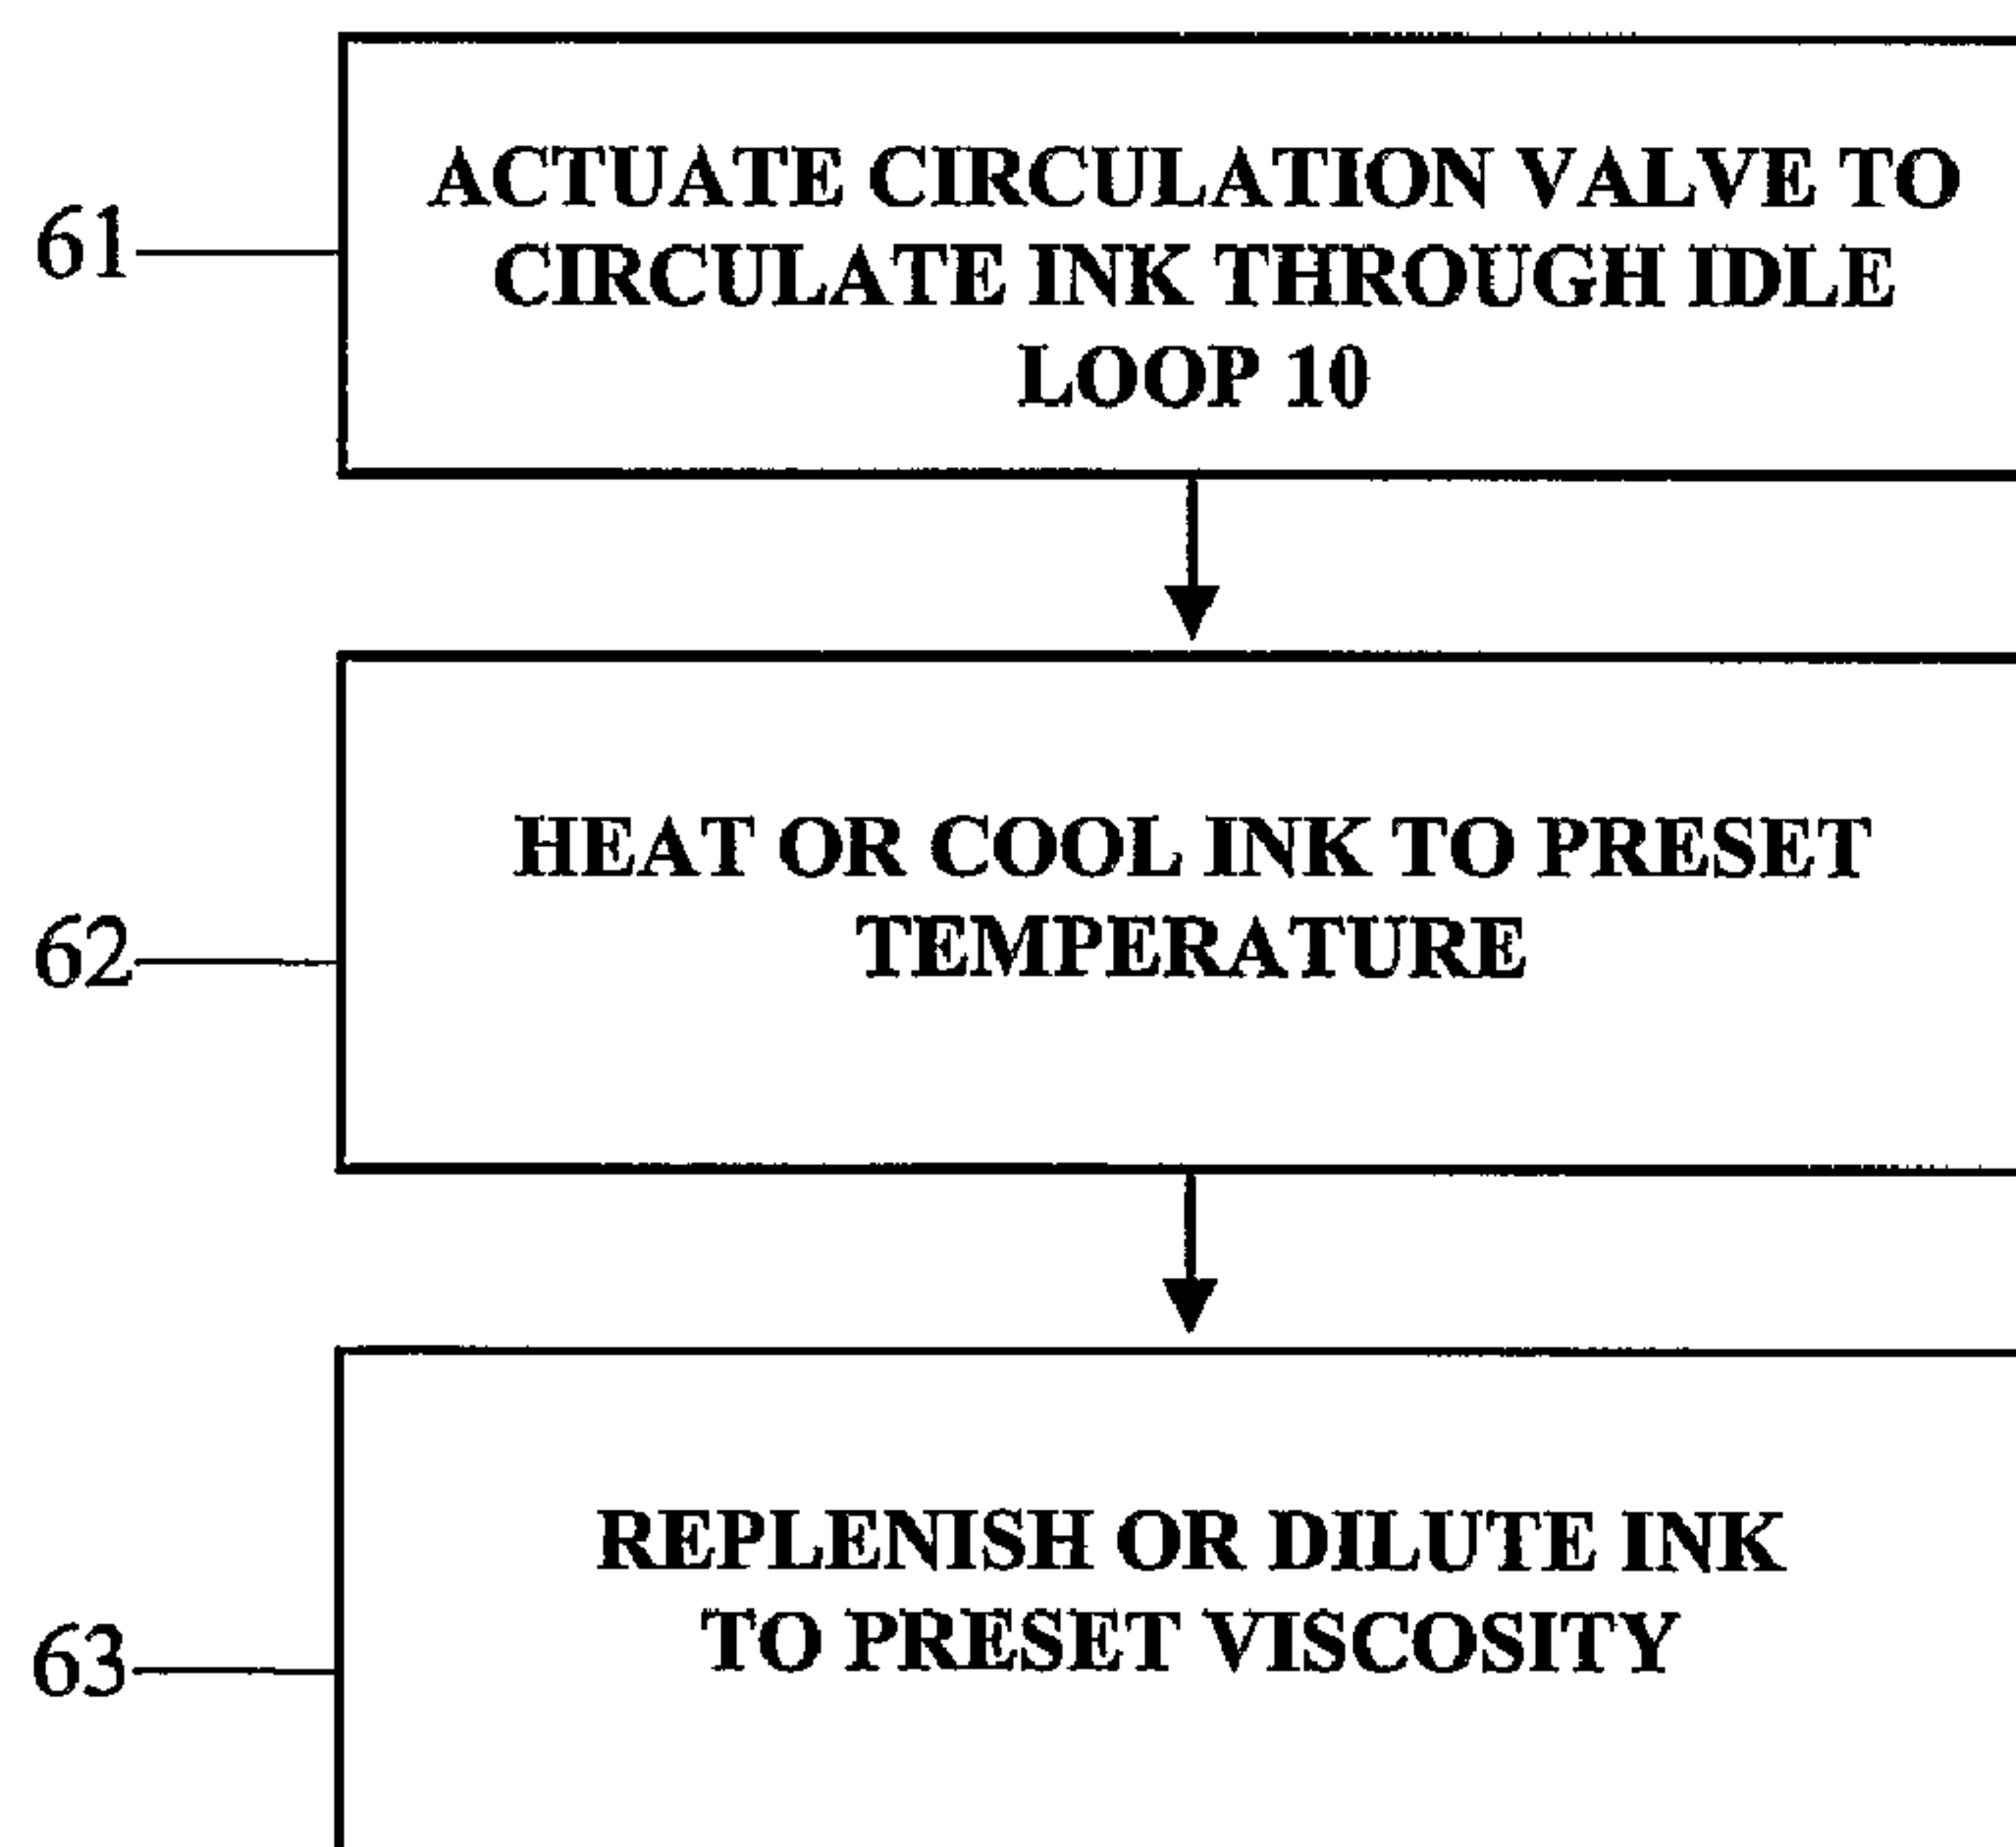 ACTUATE CIRCULATION VALVE TO
61
CIRCULATE INK THROUGH IDLE
LOOP 10
HEAT OR COOL INK TO PRESET
TEMPERATURE
62
REPLENISH OR DILUTE INK
TO PRESET VISCOSITY
63